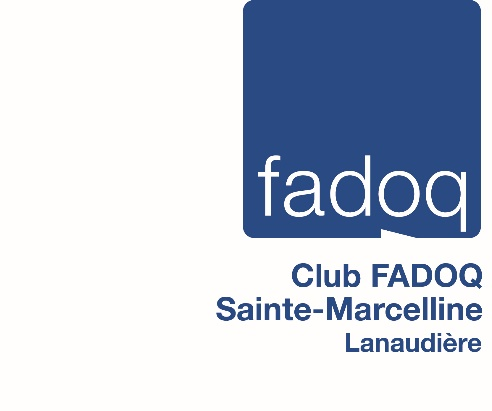 fadoq
Club FADOQ
Sainte-Marcelline
Lanaudière